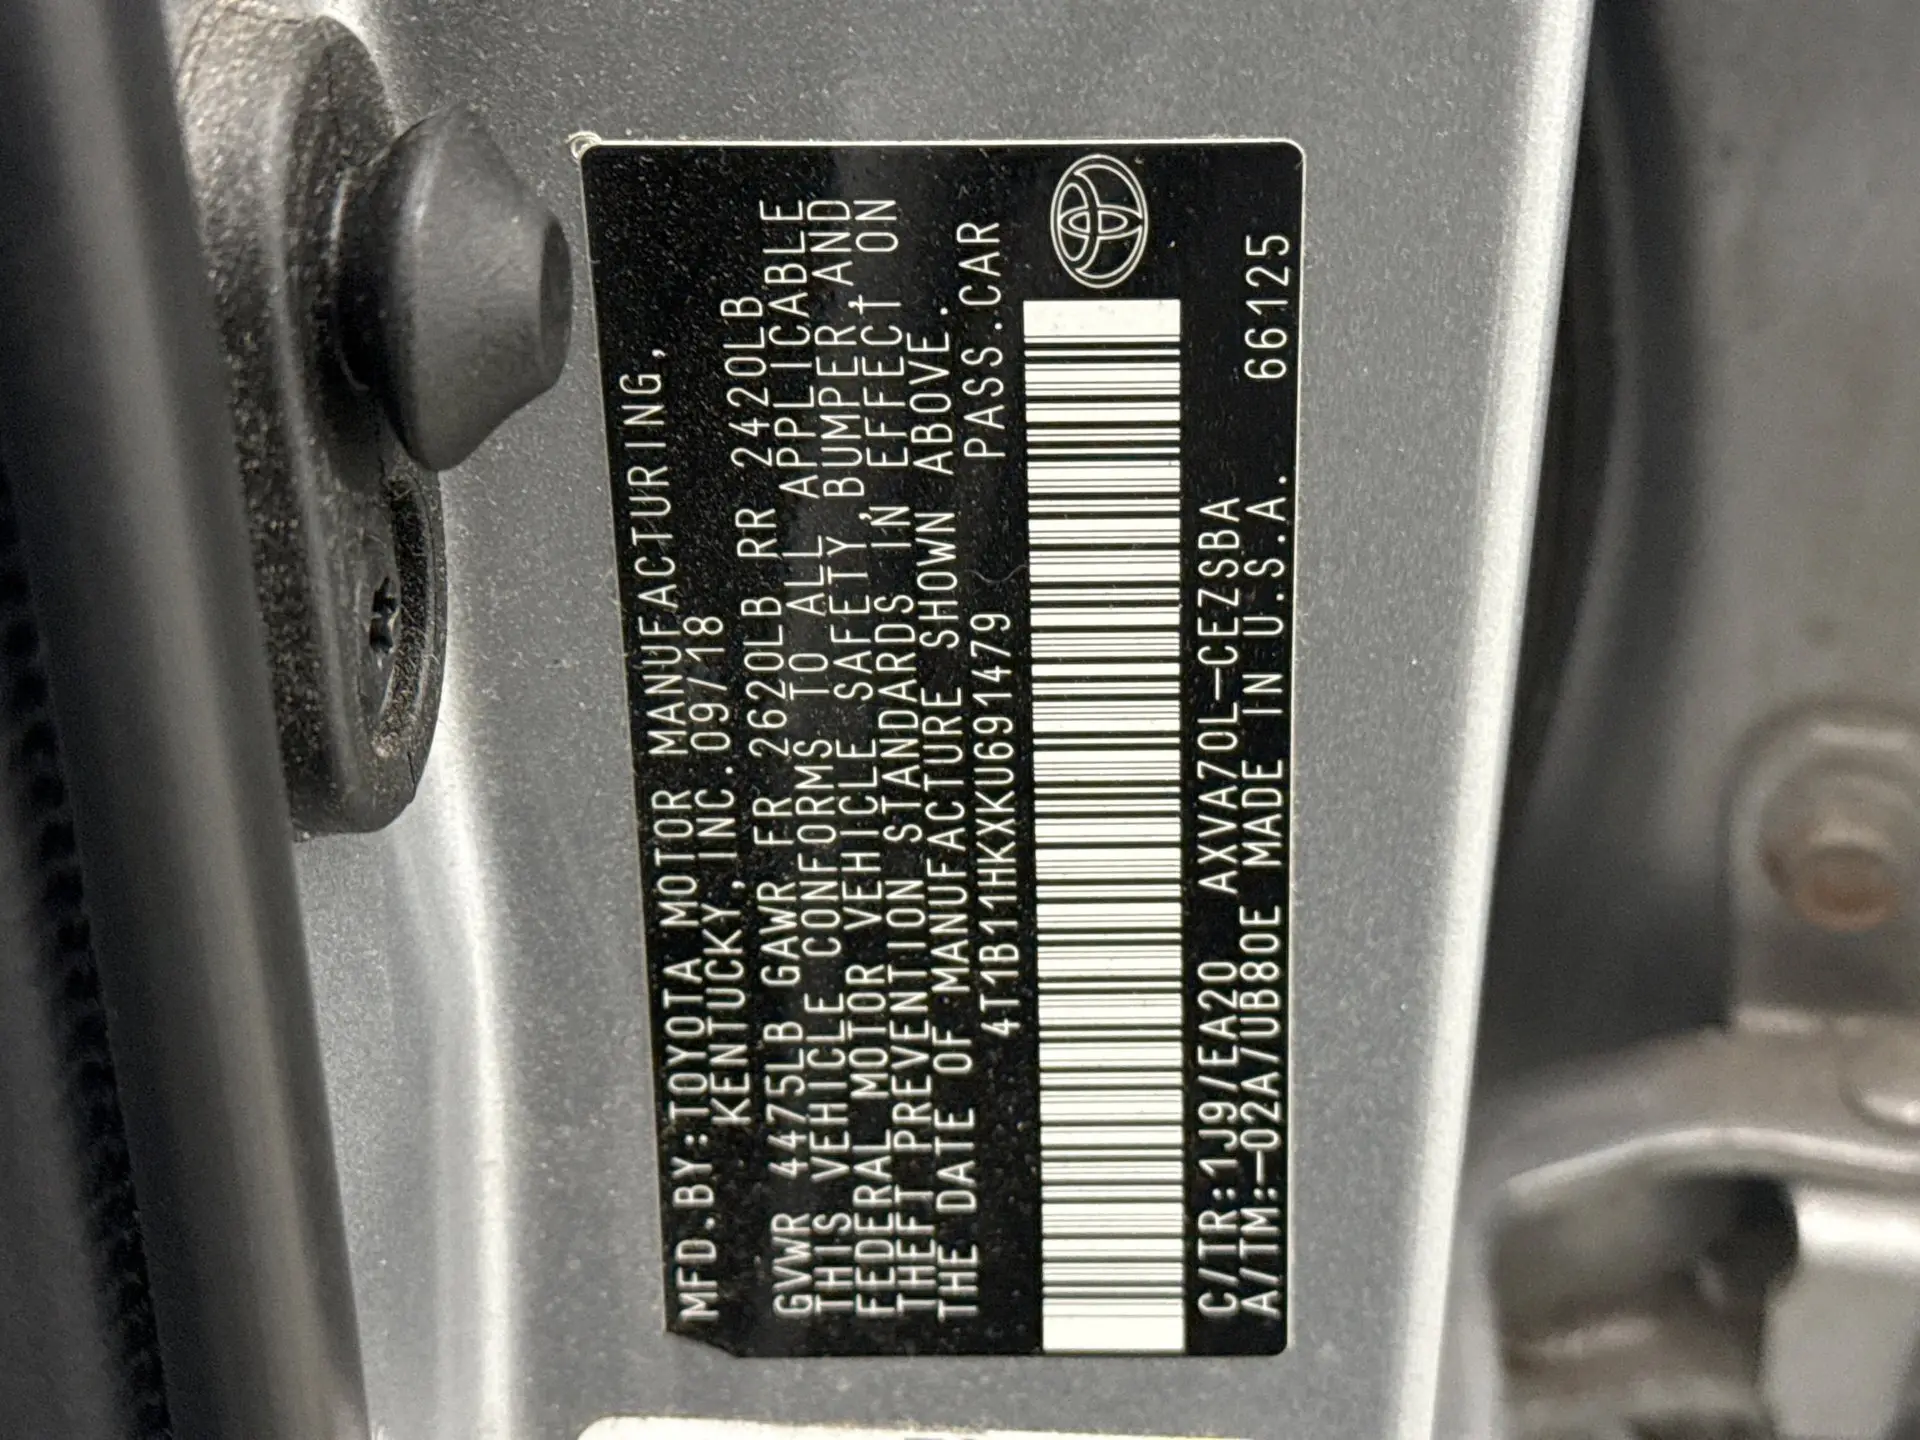 MFD.BY:TOYOTA MOTOR MANUFACTURING,
KENTUCKY, INC.09/18
GVWR 4475LB GAWR FR 2620LB RR 2420LB
THIS VEHICLE CONFORMS TO ALL APPLICABLE
FEDERAL MOTOR VEHICLE SAFETY, BUMPER, AND
THEFT PREVENTION STANDARDS IN EFFECT ON
THE DATE OF MANUFACTURE SHOWN ABOVE.
4T1B11HKXKU691479 PASS.CAR
C/TR:1J9/EA20 AXVA70L-CEZSBA
A/TM:-02A/UB80E MADE IN U.S.A. 66125